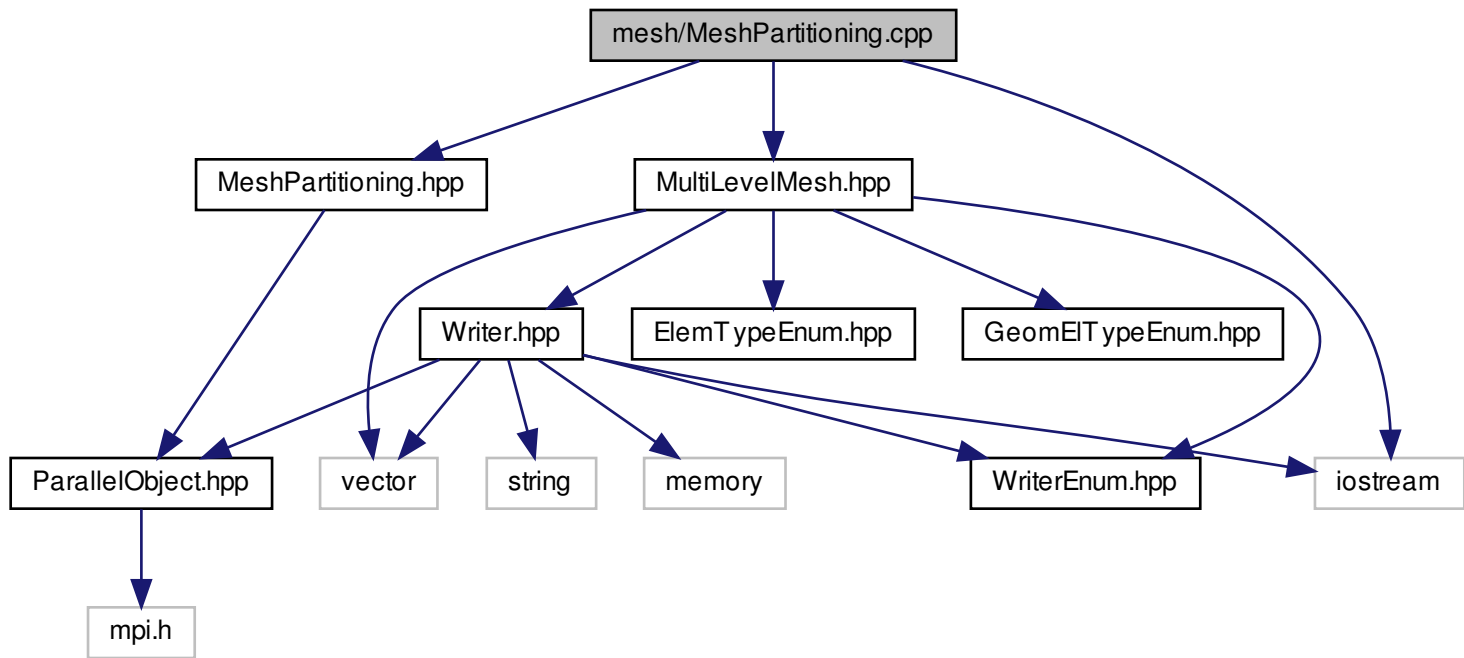 mesh/MeshPartitioning.cpp
MeshPartitioning.hpp
MultiLevelMesh.hpp
Writer.hpp
ElemTypeEnum.hpp
GeomElTypeEnum.hpp
ParallelObject.hpp
vector
string
memory
WriterEnum.hpp
iostream
mpi.h